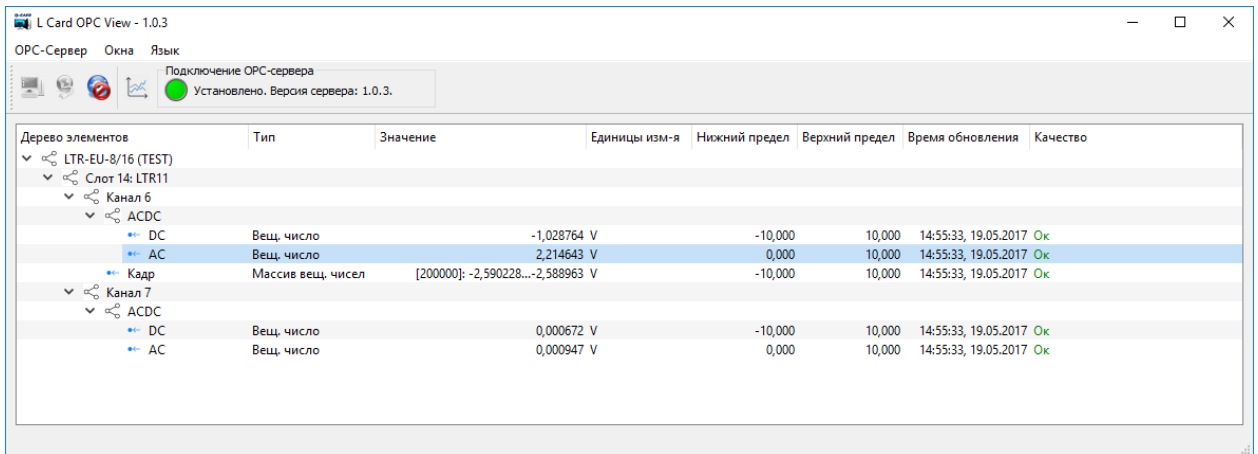 L Card OPC View - 1.0.3
OPC-Сервер Окна Язык
Подключение OPC-сервера
Установлено. Версия сервера: 1.0.3.
Дерево элементов Тип Значение Единицы изм-я Нижний предел Верхний предел Время обновления Качество
LTR-EU-8/16 (TEST)
Слот 14: LTR11
Канал 6
ACDC
DC Вещ. число -1,028764 V -10,000 10,000 14:55:33, 19.05.2017 Ок
AC Вещ. число 2,214643 V 0,000 10,000 14:55:33, 19.05.2017 Ок
Кадр Массив вещ. чисел [200000]: -2,590228...-2,588963 V -10,000 10,000 14:55:33, 19.05.2017 Ок
Канал 7
ACDC
DC Вещ. число 0,000672 V -10,000 10,000 14:55:33, 19.05.2017 Ок
AC Вещ. число 0,000947 V 0,000 10,000 14:55:33, 19.05.2017 Ок